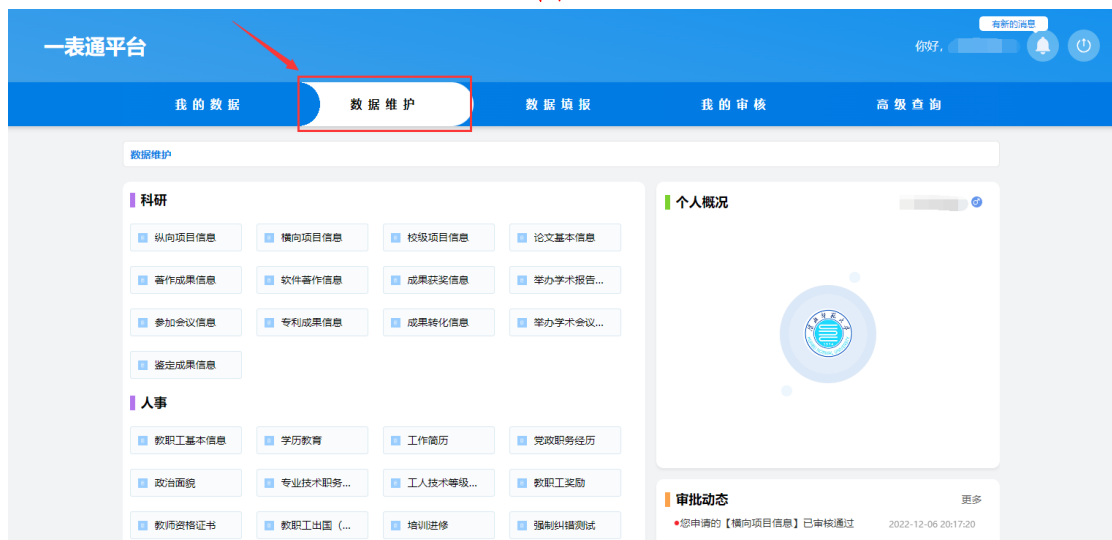 有新的消息
一表通平台
你好,
我的数据 数据维护 数据填报 我的审核 高级查询
数据维护
科研
纵向项目信息 横向项目信息 校级项目信息 论文基本信息
著作成果信息 软件著作信息 成果获奖信息 举办学术报告...
参加会议信息 专利成果信息 成果转化信息 举办学术会议...
鉴定成果信息
人事
教职工基本信息 学历教育 工作简历 党政职务经历
政治面貌 专业技术职务... 工人技术等级... 教职工奖励
教师资格证书 教职工出国（... 培训进修 强制纠错测试
个人概况
审批动态 更多
您申请的【横向项目信息】已审核通过 2022-12-06 20:17:20